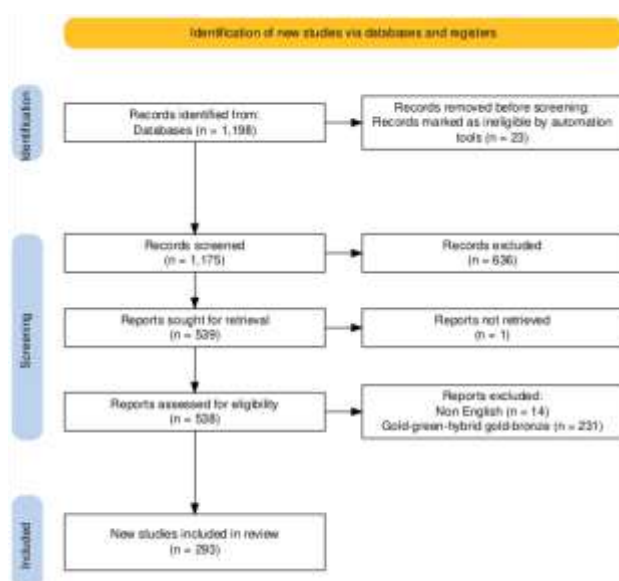 Identification of new studies via databases and registers
Identification
Records identified from:
Databases (n = 1,198)
Records removed before screening:
Records marked as ineligible by automation
tools (n = 23)
Screening
Records screened
(n = 1,175)
Records excluded
(n = 636)
Reports sought for retrieval
(n = 539)
Reports not retrieved
(n = 1)
Reports assessed for eligibility
(n = 538)
Reports excluded:
Non English (n = 14)
Gold-green-hybrid gold-bronze (n = 231)
Included
New studies included in review
(n = 293)